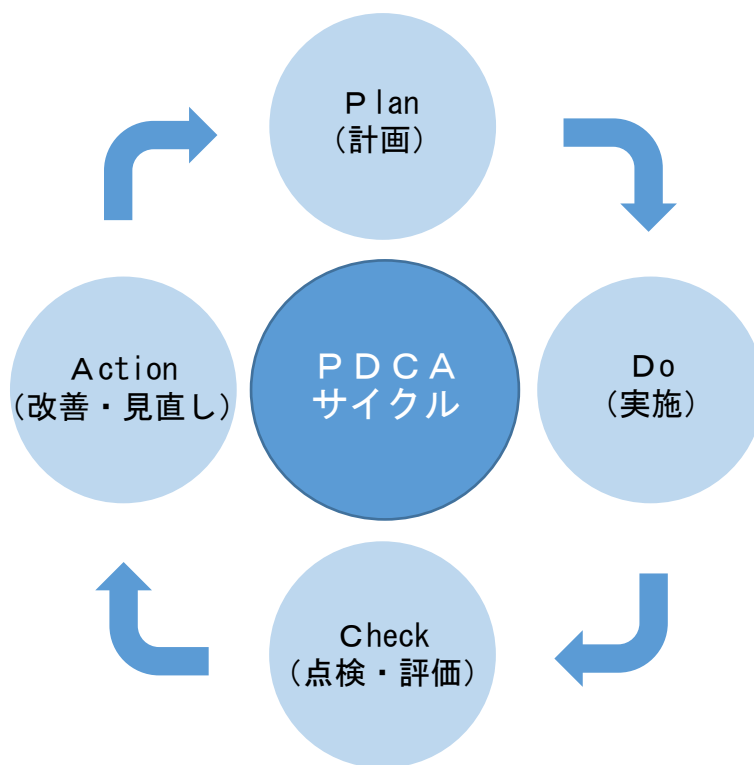 Ｐlan
（計画）
Ａction
（改善・見直し）
ＰＤＣＡ
サイクル
Ｄo
（実施）
Ｃheck
（点検・評価）